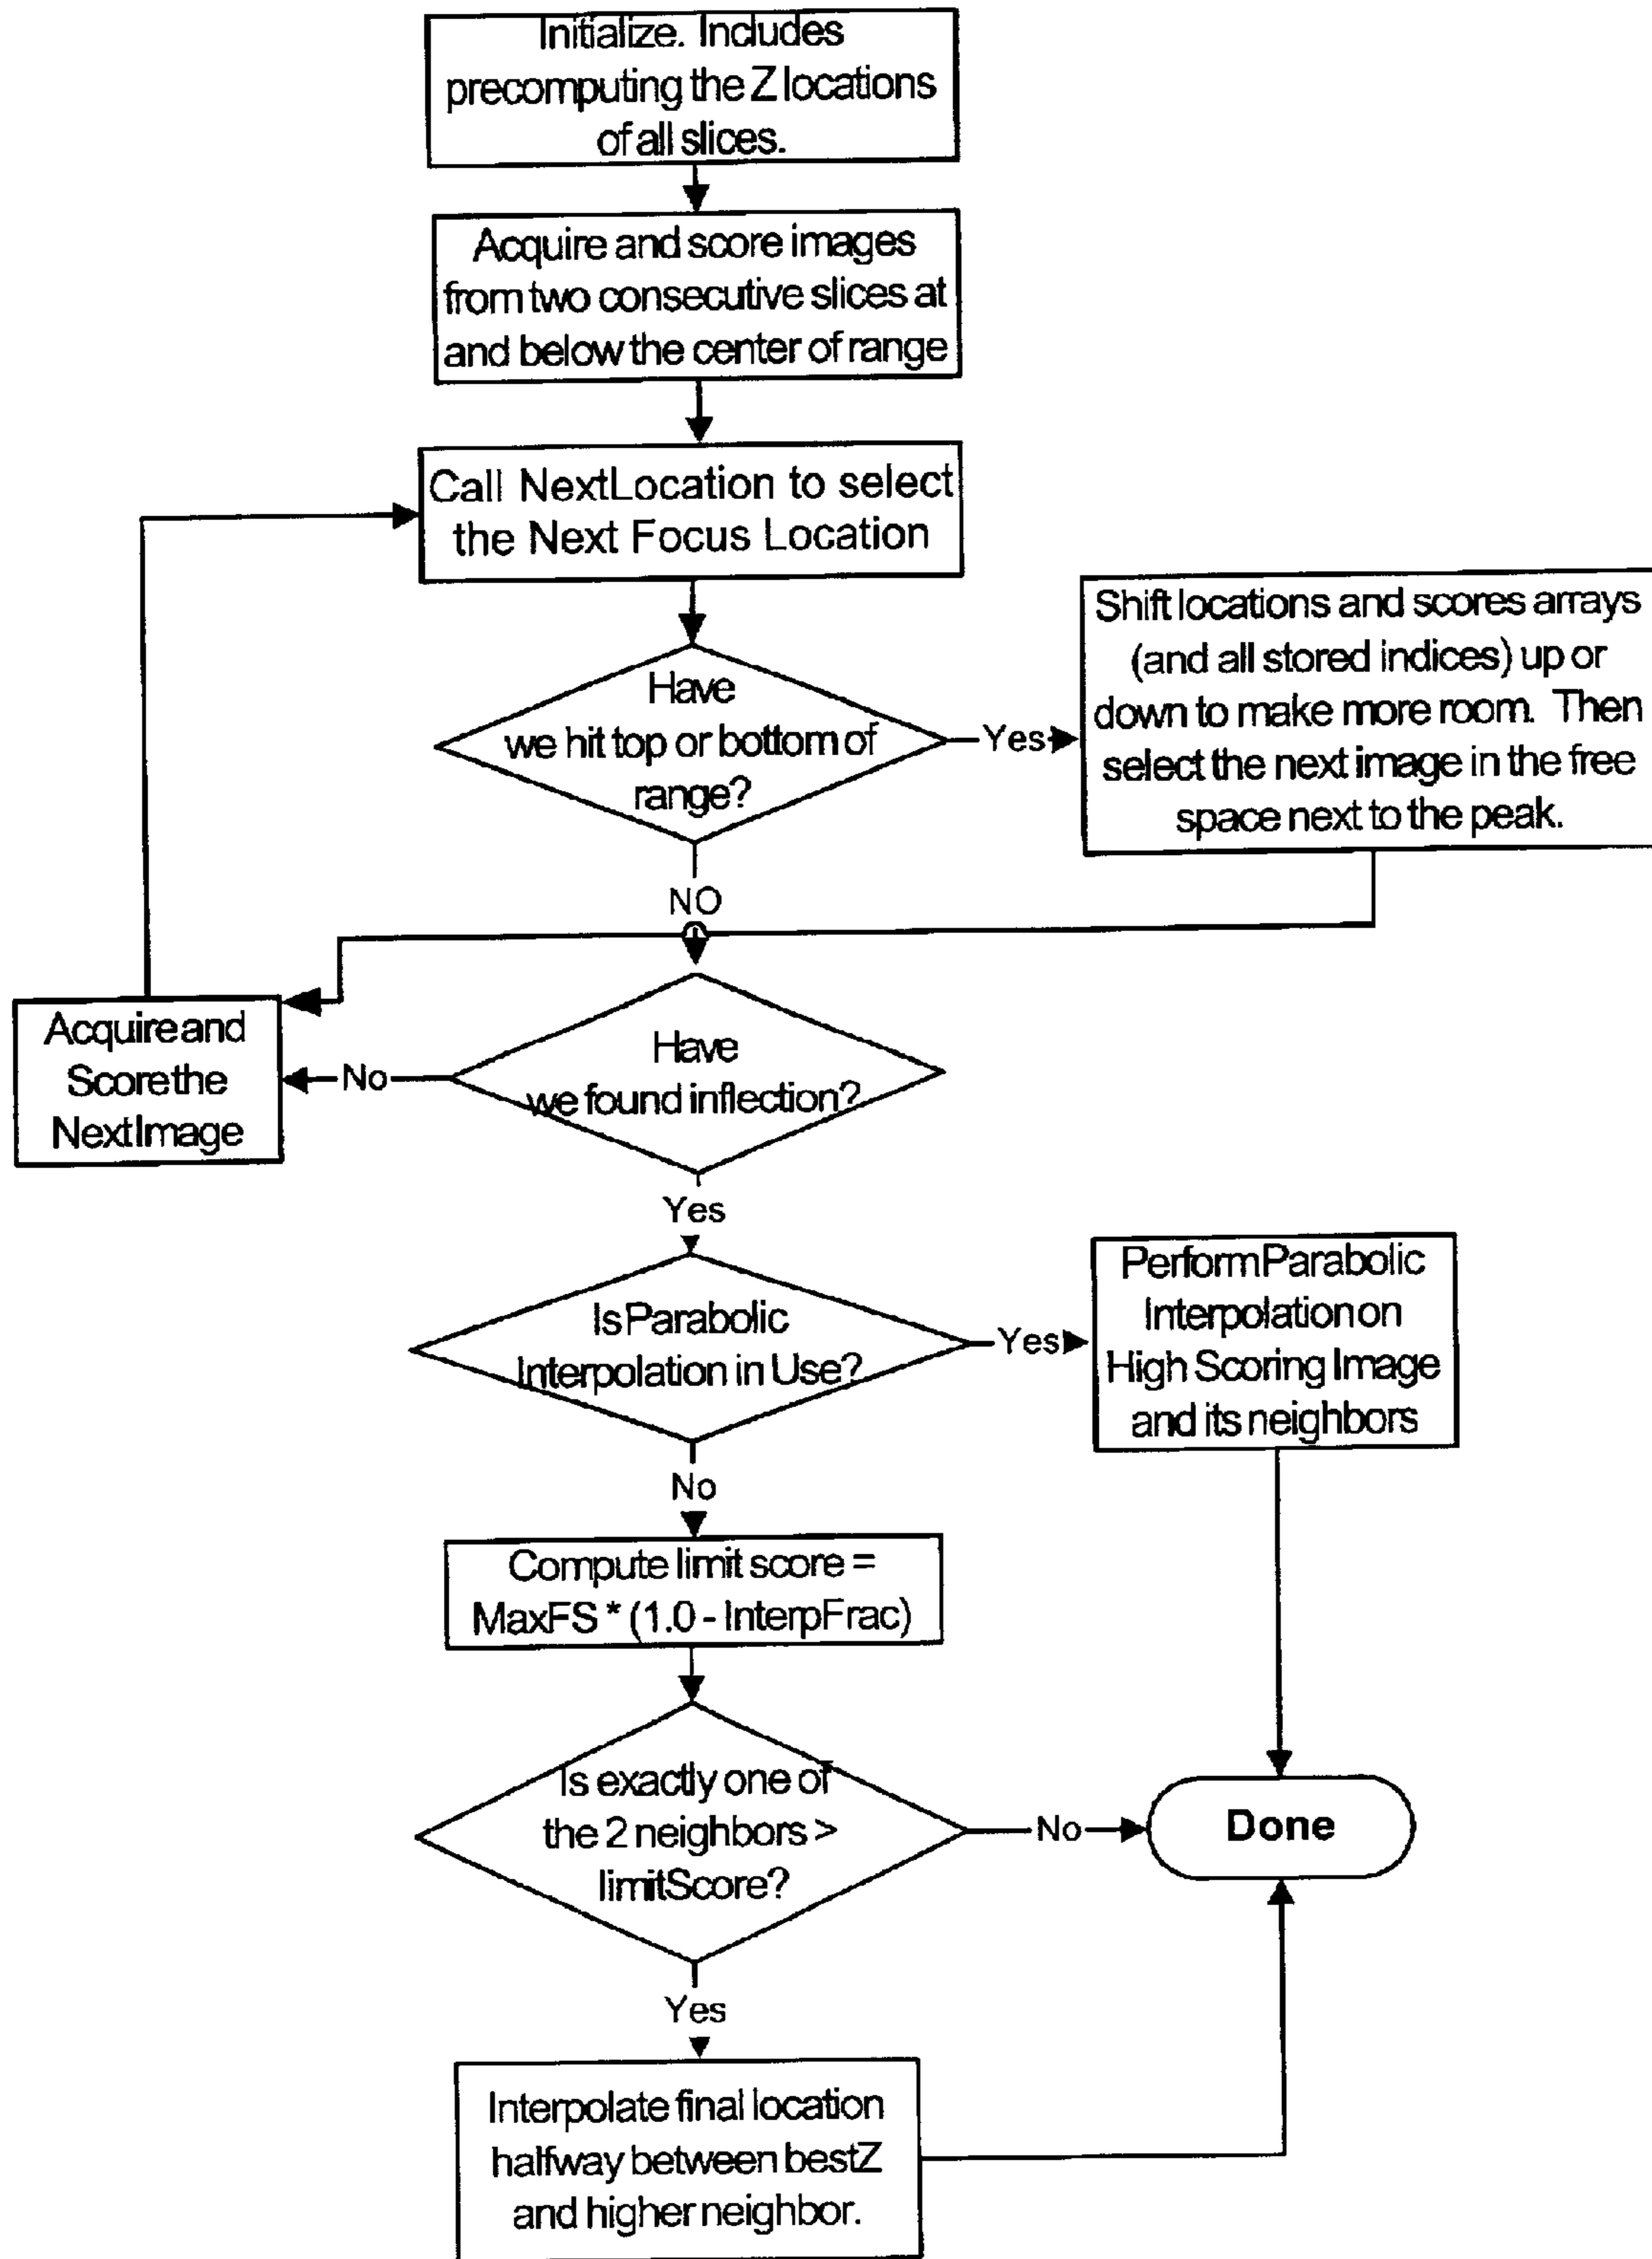 Initialize. Includes
precomputing the Z locations
of all slices.
Acquire and score images
from two consecutive slices at
and below the center of range
Call NextLocation to select
the Next Focus Location
Have
we hit top or bottom of
range?
Yes
Shift locations and scores arrays
(and all stored indices) up or
down to make more room. Then
select the next image in the free
space next to the peak.
NO
Acquire and
Score the
Next Image
No
Have
we found inflection?
Yes
Is Parabolic
Interpolation in Use?
Yes
Perform Parabolic
Interpolation on
High Scoring Image
and its neighbors
No
Compute limit score =
MaxFS * (1.0 - InterpFrac)
Is exactly one of
the 2 neighbors >
limitScore?
No
Done
Yes
Interpolate final location
halfway between bestZ
and higher neighbor.